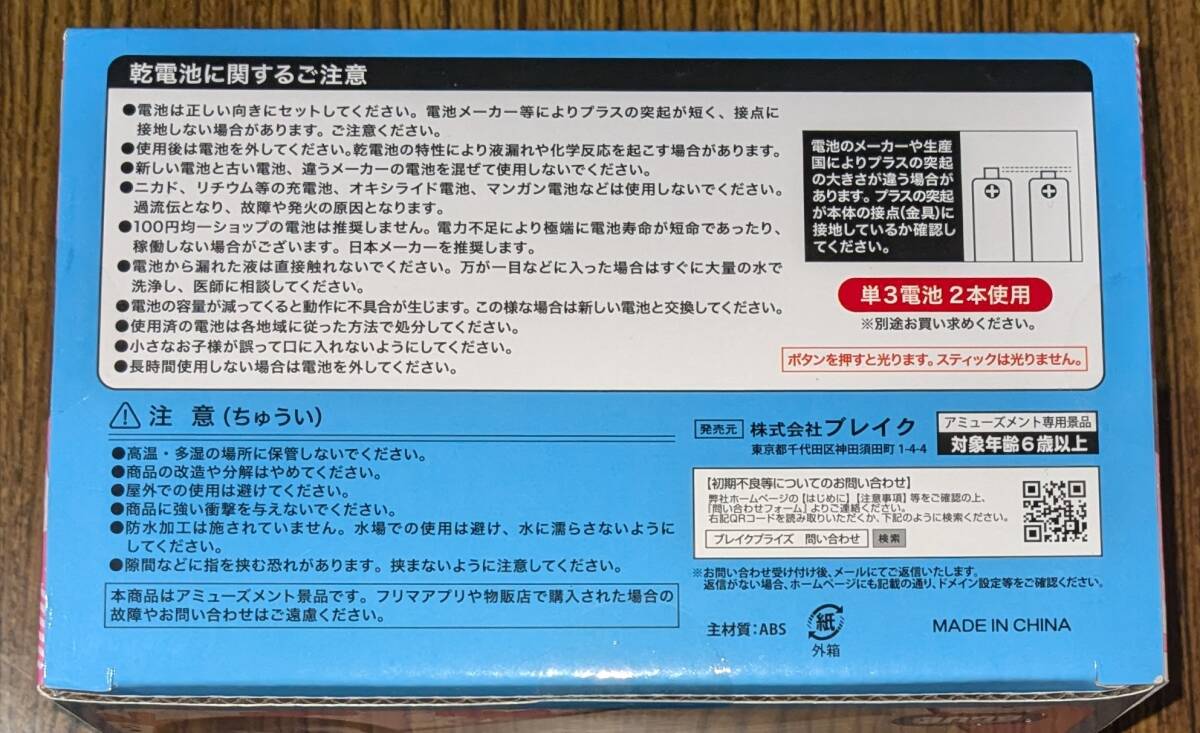 乾電池に関するご注意
●電池は正しい向きにセットしてください。電池メーカー等によりプラスの突起が短く、接点に
接地しない場合があります。ご注意ください。
●使用後は電池を外してください。乾電池の特性により液漏れや化学反応を起こす場合があります。
●新しい電池と古い電池、違うメーカーの電池を混ぜて使用しないでください。
●ニカド、リチウム等の充電池、オキシライド電池、マンガン電池などは使用しないでください。
過流伝となり、故障や発火の原因となります。
●100円均一ショップの電池は推奨しません。電力不足により極端に電池寿命が短命であったり、
稼働しない場合がございます。日本メーカーを推奨します。
●電池から漏れた液は直接触れないでください。万が一目などに入った場合はすぐに大量の水で
洗浄し、医師に相談してください。
●電池の容量が減ってくると動作に不具合が生じます。この様な場合は新しい電池と交換してください。
●使用済の電池は各地域に従った方法で処分してください。
●小さなお子様が誤って口に入れないようにしてください。
●長時間使用しない場合は電池を外してください。
電池のメーカーや生産
国によりプラスの突起
の大きさが違う場合が
あります。プラスの突起
が本体の接点(金具)に
接地しているか確認し
てください。
単3電池 2本使用
※別途お買い求めください。
ボタンを押すと光ります。スティックは光りません。
注 意 (ちゅうい)
●高温・多湿の場所に保管しないでください。
●商品の改造や分解はやめてください。
●屋外での使用は避けてください。
●商品に強い衝撃を与えないでください。
●防水加工は施されていません。水場での使用は避け、水に濡らさないように
してください。
●隙間などに指を挟む恐れがあります。挟まないように注意してください。
本商品はアミューズメント景品です。フリマアプリや物販店で購入された場合の
故障やお問い合わせはご遠慮ください。
発売元 株式会社ブレイク
東京都千代田区神田須田町1-4-4
アミューズメント専用景品
対象年齢6歳以上
【初期不良等についてのお問い合わせ】
弊社ホームページの【はじめに】【注意事項】等をご確認の上、
「問い合わせフォーム」よりご連絡ください。
右記QRコードを読み取りいただくか、下記のように検索ください。
ブレイクプライズ 問い合わせ 検索
※お問い合わせ受け付け後、メールにてご返信いたします。
返信がない場合、ホームページにも記載の通り、ドメイン設定等をご確認ください。
主材質:ABS
紙
外箱
MADE IN CHINA